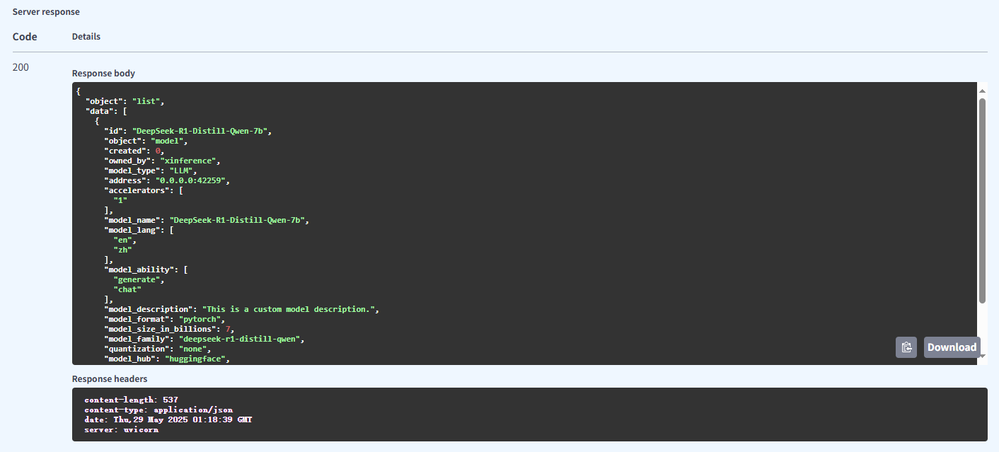 Server response
Code Details
200
Response body
{
  "object": "list",
  "data": [
    {
      "id": "DeepSeek-R1-Distill-Qwen-7b",
      "object": "model",
      "created": 0,
      "owned_by": "xinference",
      "model_type": "LLM",
      "address": "0.0.0.0:42259",
      "accelerators": [
        "1"
      ],
      "model_name": "DeepSeek-R1-Distill-Qwen-7b",
      "model_lang": [
        "en",
        "zh"
      ],
      "model_ability": [
        "generate",
        "chat"
      ],
      "model_description": "This is a custom model description.",
      "model_format": "pytorch",
      "model_size_in_billions": 7,
      "model_family": "deepseek-r1-distill-qwen",
      "quantization": "none",
      "model_hub": "huggingface",
Download
Response headers
content-length: 537
content-type: application/json
date: Thu,29 May 2025 01:18:39 GMT
server: uvicorn